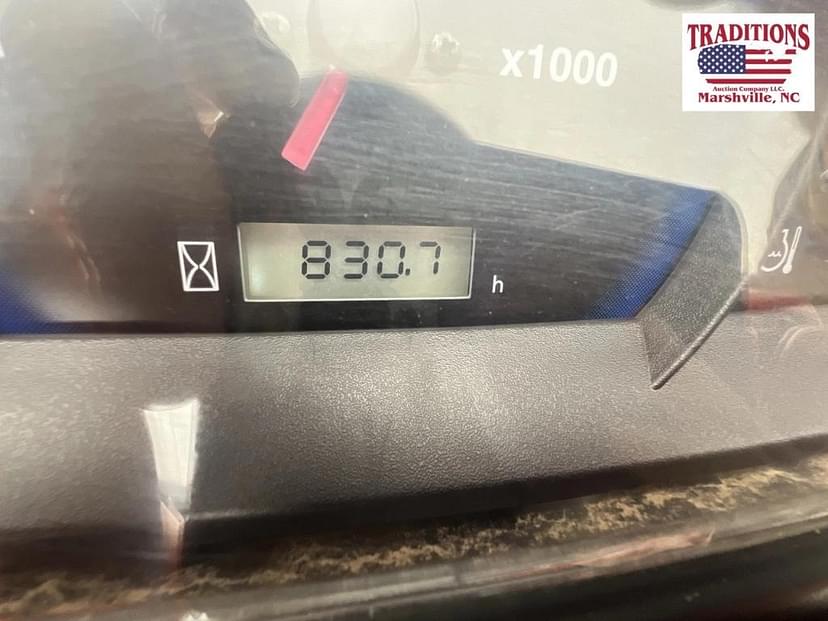 TRADITIONS
Auction Company LLC.
Marshville, NC
x1000
830.7
h